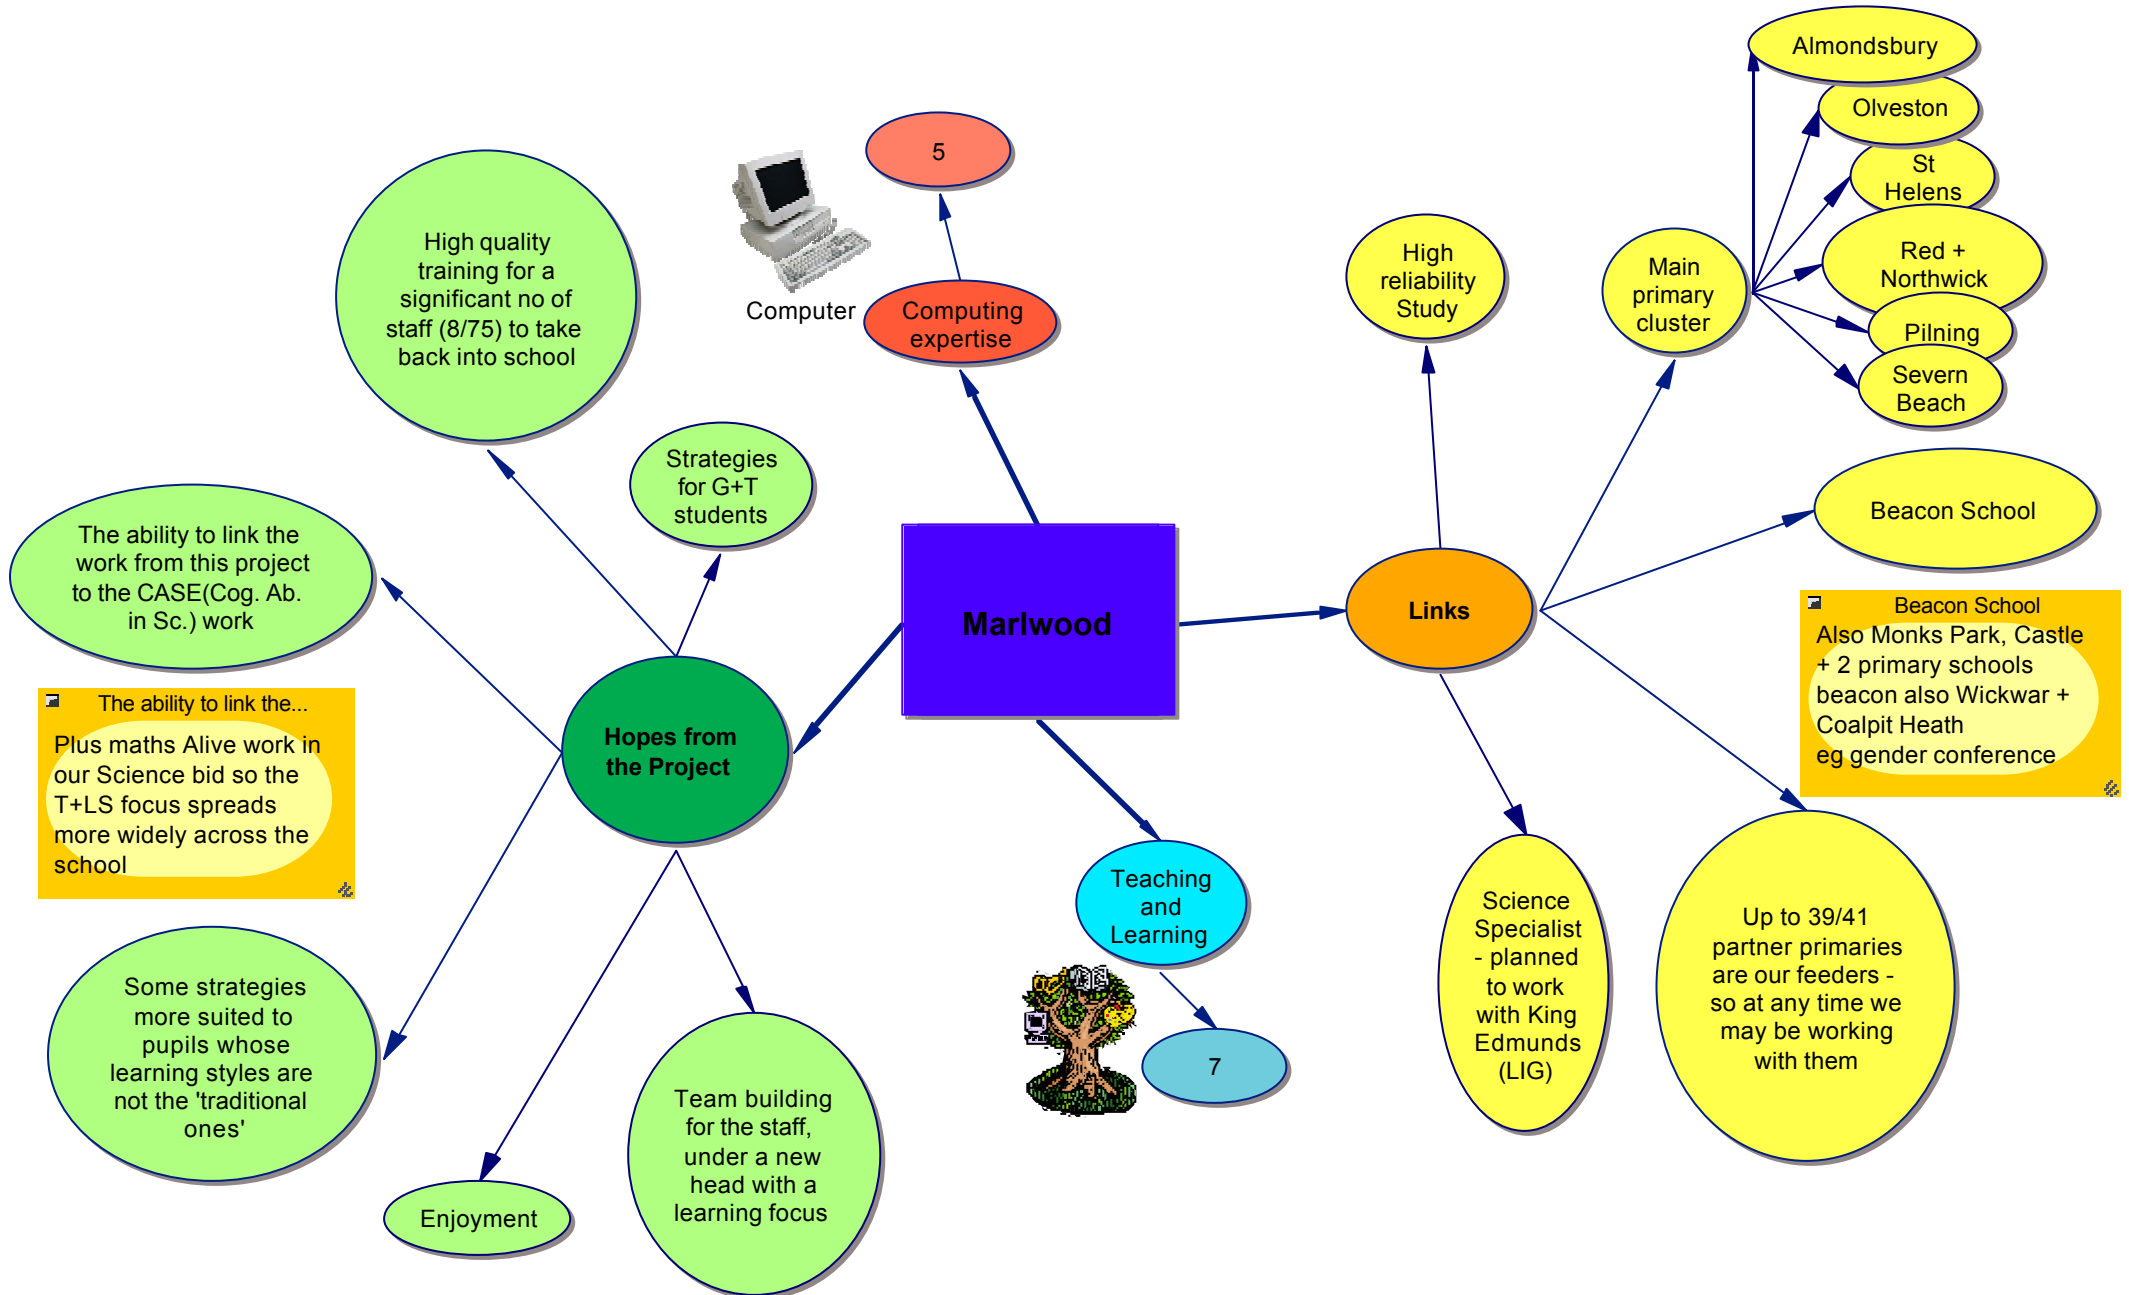 Almondsbury
Olveston
St
Helens
Red +
Northwick
Pilning
Severn
Beach
Main
primary
cluster
High
reliability
Study
5
Computer
Computing
expertise
High quality
training for a
significant no of
staff (8/75) to take
back into school
Strategies
for G+T
students
The ability to link the
work from this project
to the CASE(Cog. Ab.
in Sc.) work
The ability to link the...
Plus maths Alive work in
our Science bid so the
T+LS focus spreads
more widely across the
school
Marlwood
Links
Beacon School
Beacon School
Also Monks Park, Castle
+ 2 primary schools
beacon also Wickwar +
Coalpit Heath
eg gender conference
Hopes from
the Project
Teaching
and
Learning
7
Science
Specialist
- planned
to work
with King
Edmunds
(LIG)
Up to 39/41
partner primaries
are our feeders -
so at any time we
may be working
with them
Some strategies
more suited to
pupils whose
learning styles are
not the 'traditional
ones'
Enjoyment
Team building
for the staff,
under a new
head with a
learning focus